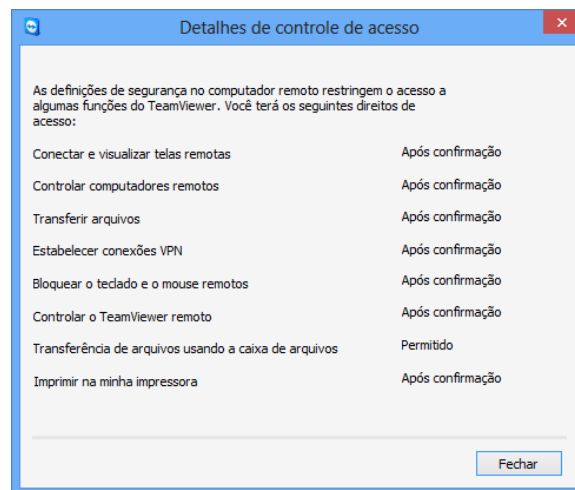 Detalhes de controle de acesso
As definições de segurança no computador remoto restringem o acesso a
algumas funções do TeamViewer. Você terá os seguintes direitos de
acesso:
Conectar e visualizar telas remotas Após confirmação
Controlar computadores remotos Após confirmação
Transferir arquivos Após confirmação
Estabelecer conexões VPN Após confirmação
Bloquear o teclado e o mouse remotos Após confirmação
Controlar o TeamViewer remoto Após confirmação
Transferência de arquivos usando a caixa de arquivos Permitido
Imprimir na minha impressora Após confirmação
Fechar